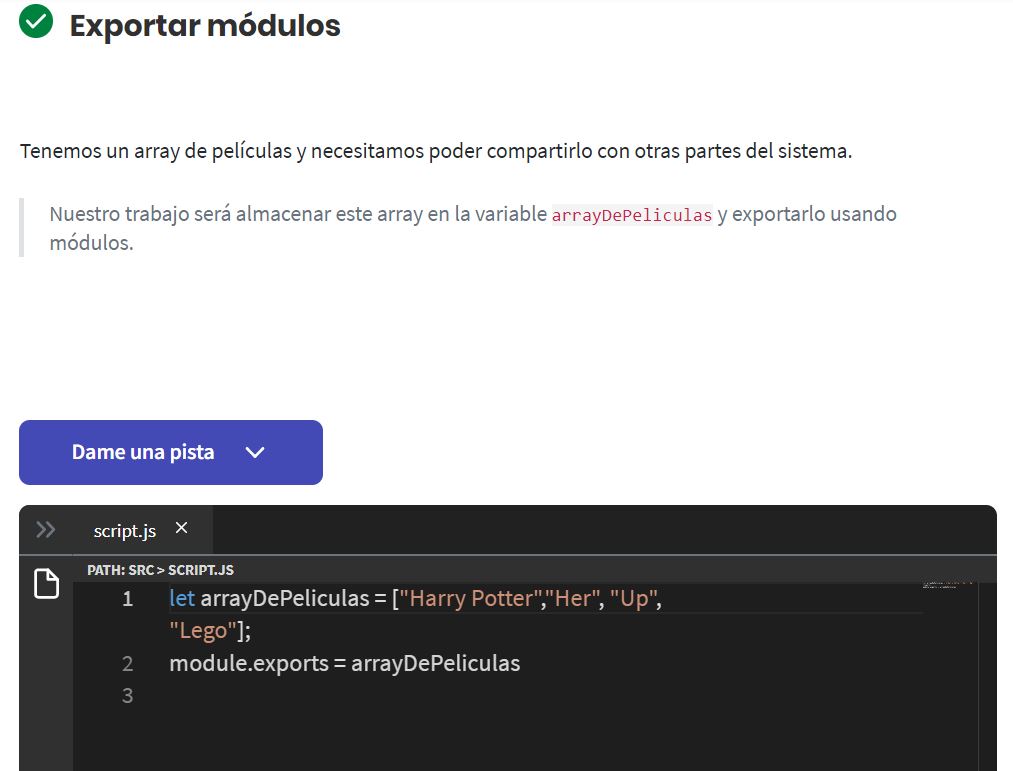 Exportar módulos
Tenemos un array de películas y necesitamos poder compartirlo con otras partes del sistema.
Nuestro trabajo será almacenar este array en la variable arrayDePeliculas y exportarlo usando
módulos.
Dame una pista
script.js
PATH: SRC > SCRIPT.JS
1 let arrayDePeliculas = ["Harry Potter","Her", "Up",
"Lego"];
2 module.exports = arrayDePeliculas
3